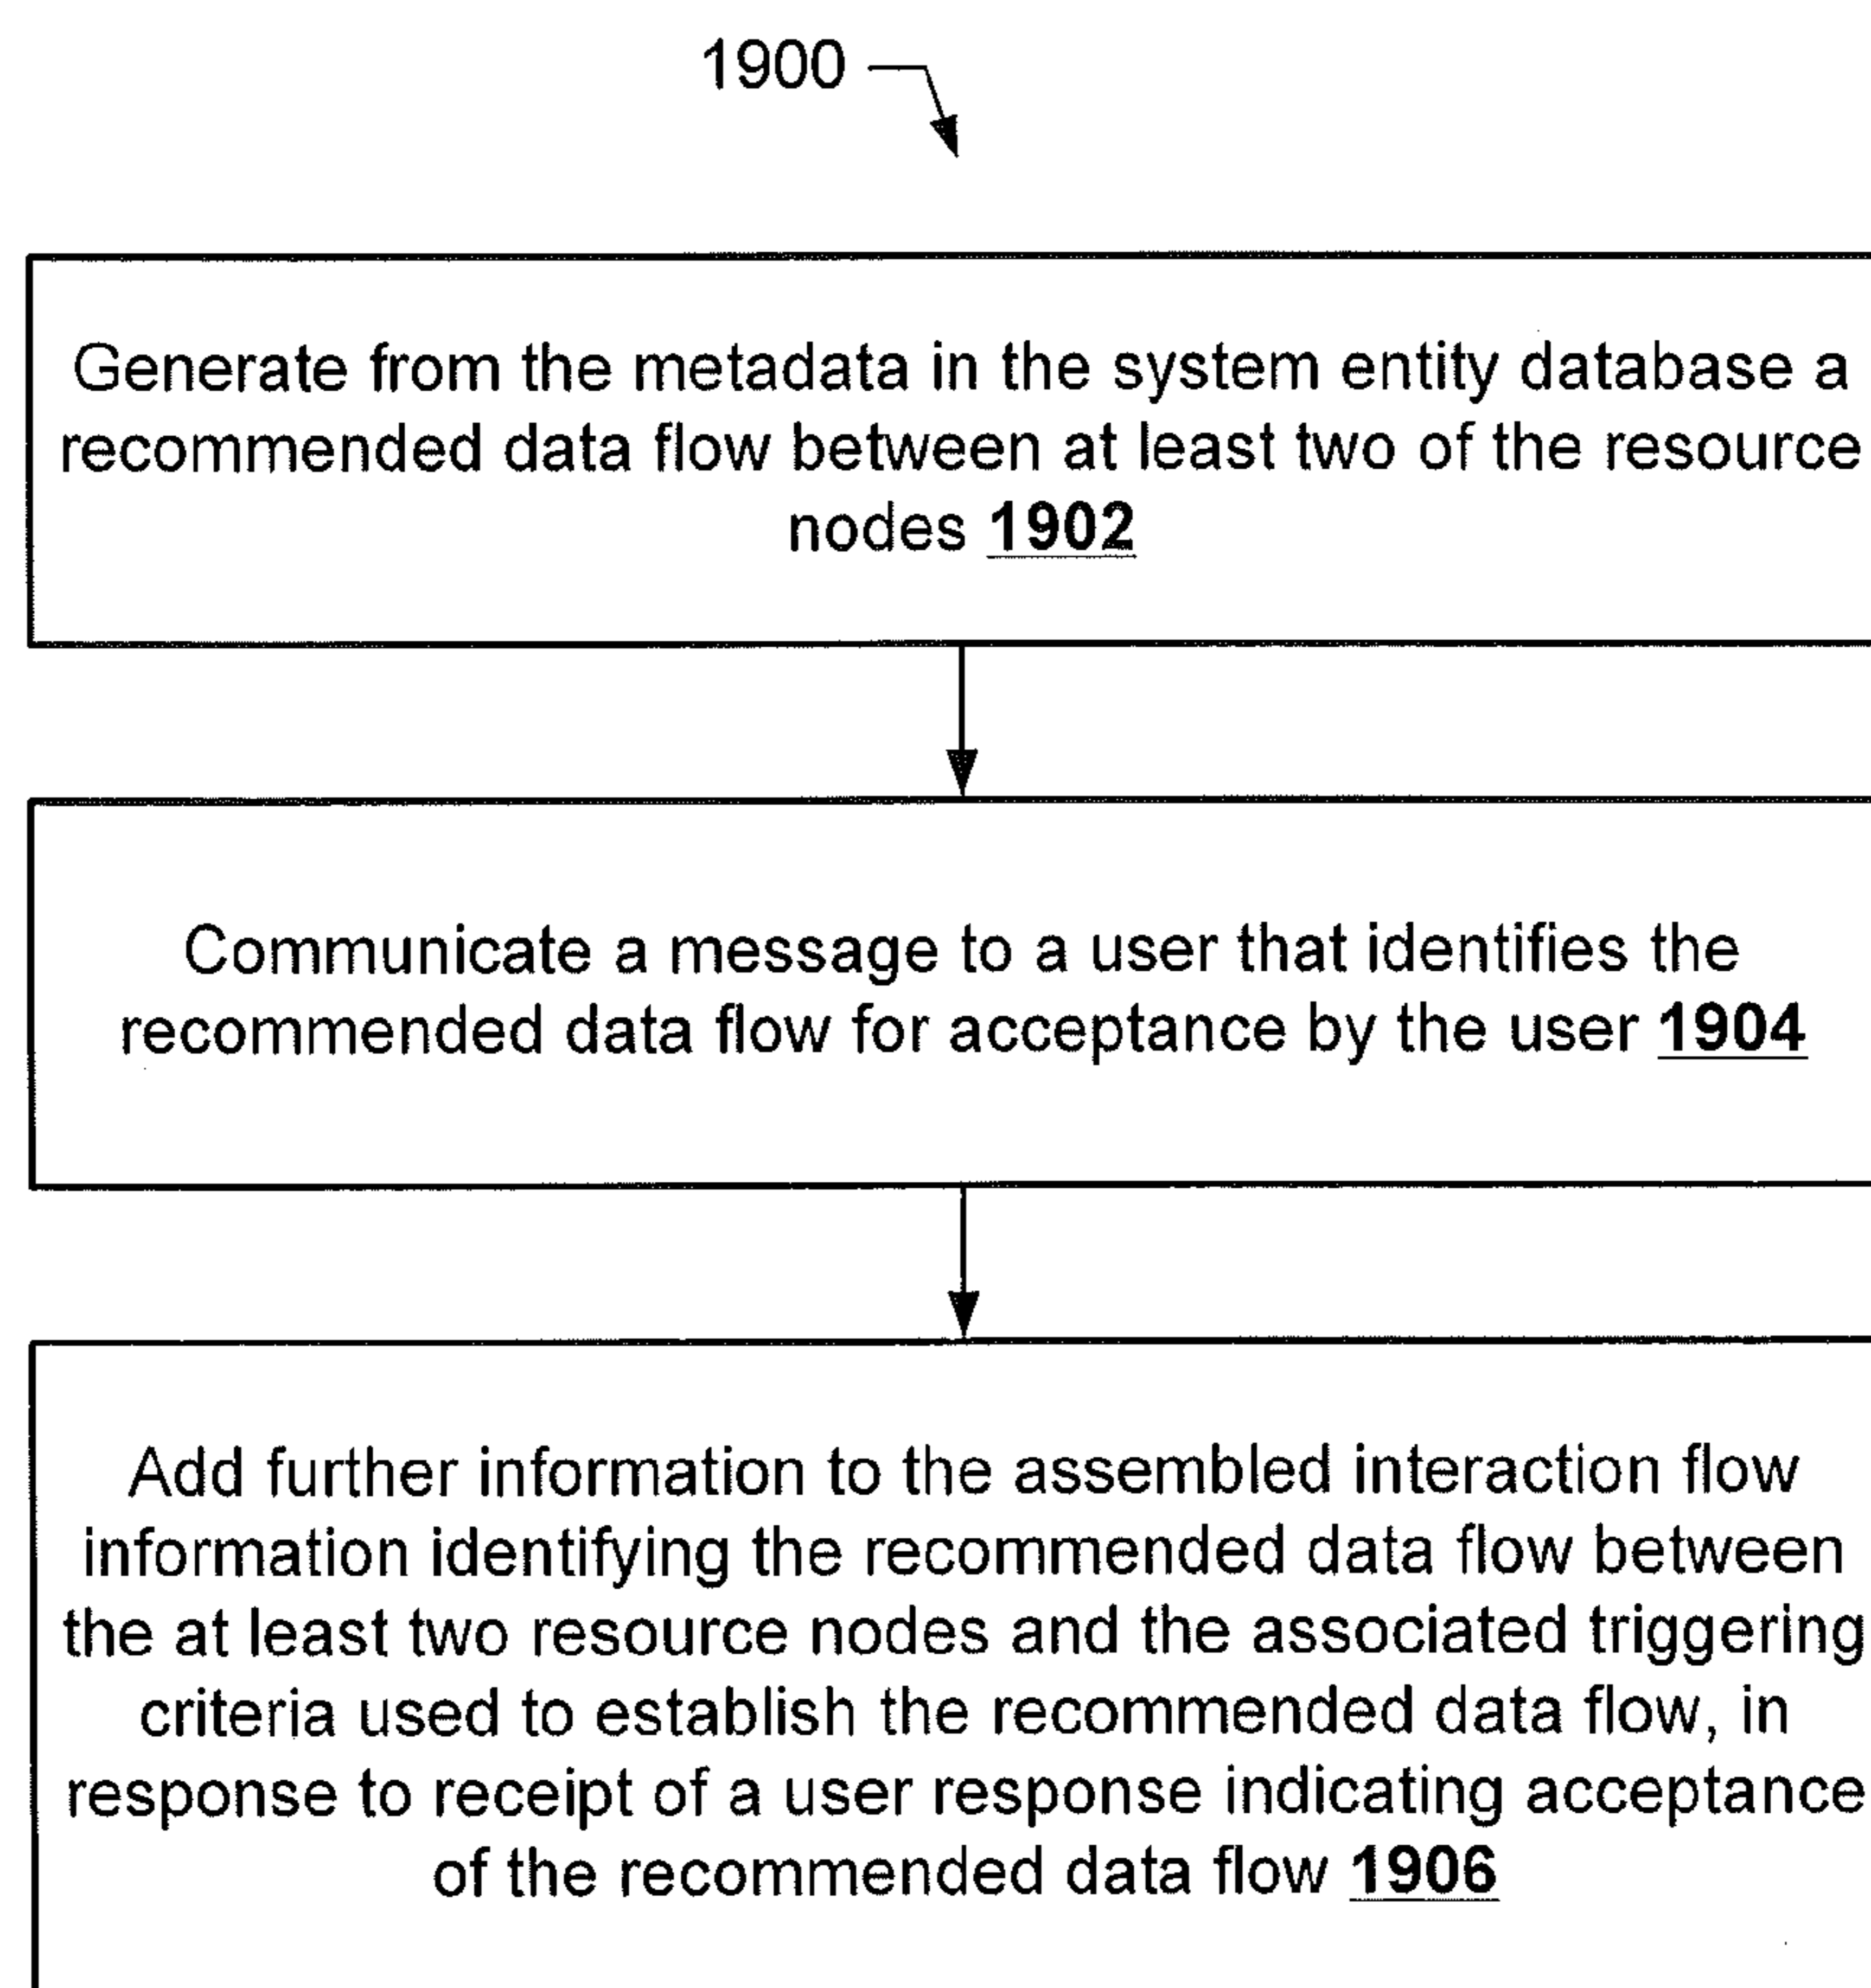 1900
Generate from the metadata in the system entity database a
recommended data flow between at least two of the resource
nodes 1902
Communicate a message to a user that identifies the
recommended data flow for acceptance by the user 1904
Add further information to the assembled interaction flow
information identifying the recommended data flow between
the at least two resource nodes and the associated triggering
criteria used to establish the recommended data flow, in
response to receipt of a user response indicating acceptance
of the recommended data flow 1906